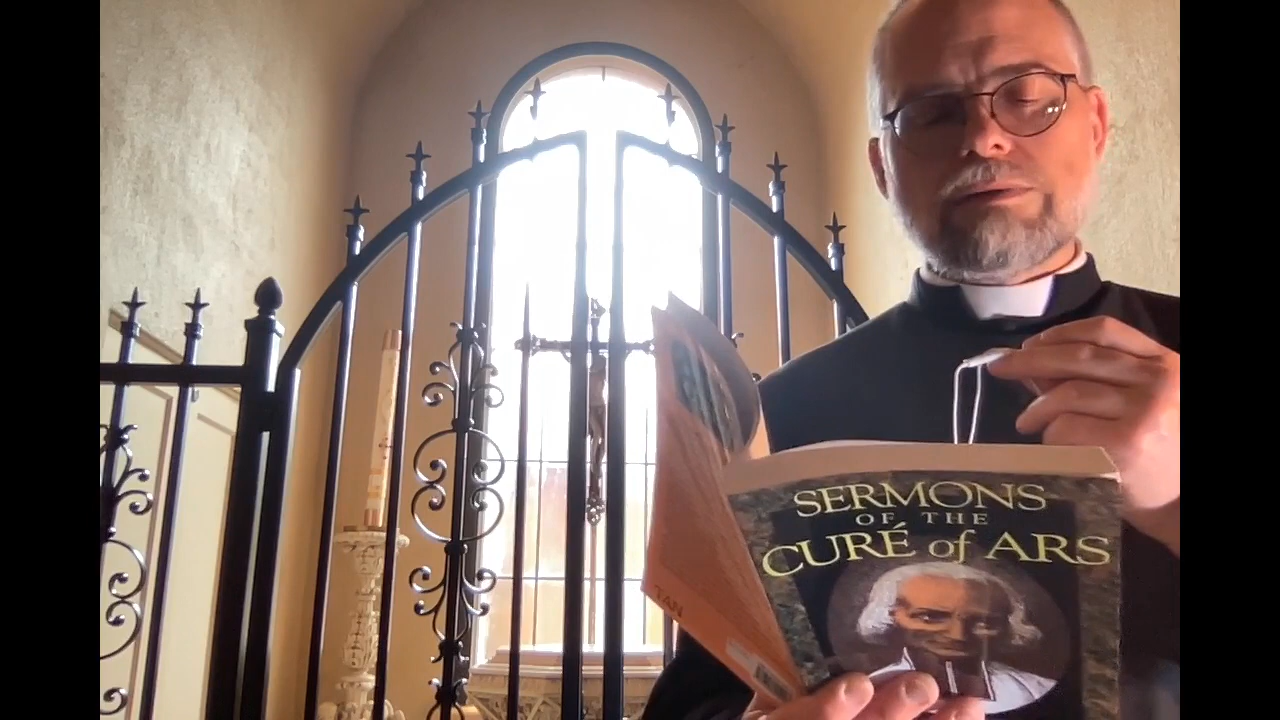 SERMONS
OF THE
CURÉ of ARS
TAN